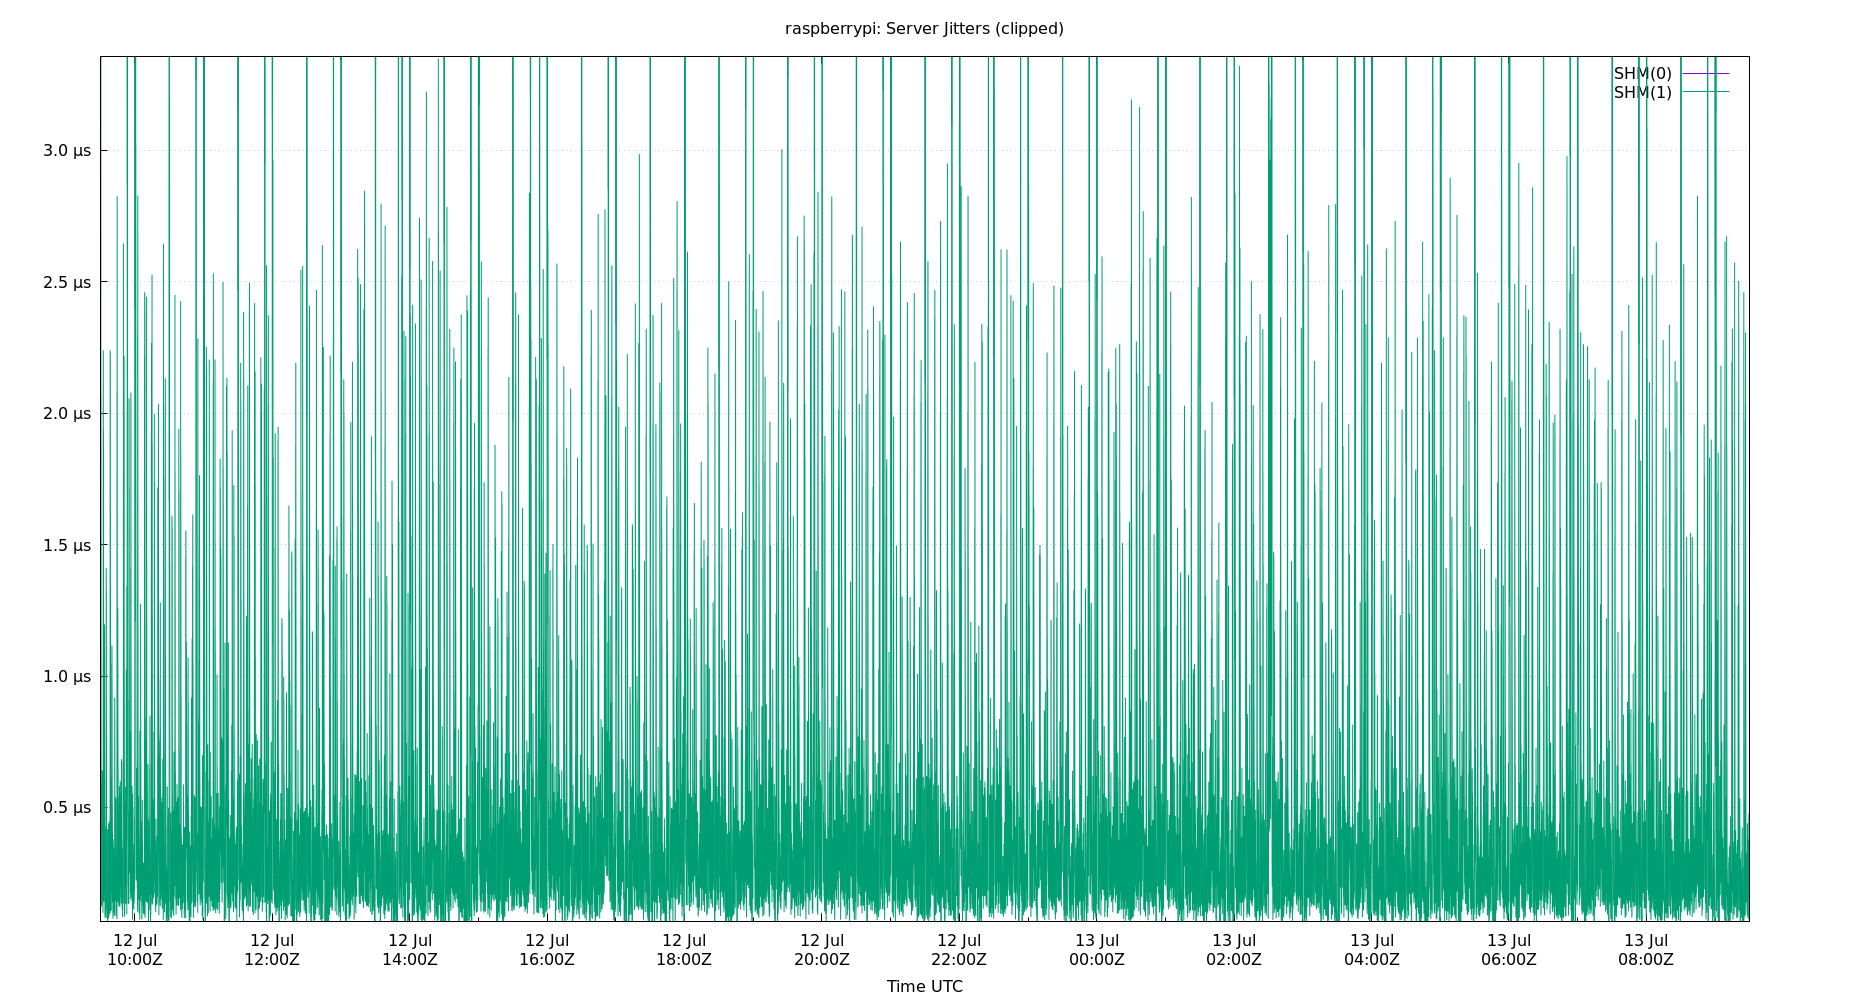 raspberrypi: Server Jitters (clipped)
SHM(0)
SHM(1)
3.0 μs
2.5 μs
2.0 μs
1.5 μs
1.0 μs
0.5 μs
12 Jul 12 Jul 12 Jul 12 Jul 12 Jul 12 Jul 12 Jul 13 Jul 13 Jul 13 Jul 13 Jul 13 Jul
10:00Z 12:00Z 14:00Z 16:00Z 18:00Z 20:00Z 22:00Z 00:00Z 02:00Z 04:00Z 06:00Z 08:00Z
Time UTC